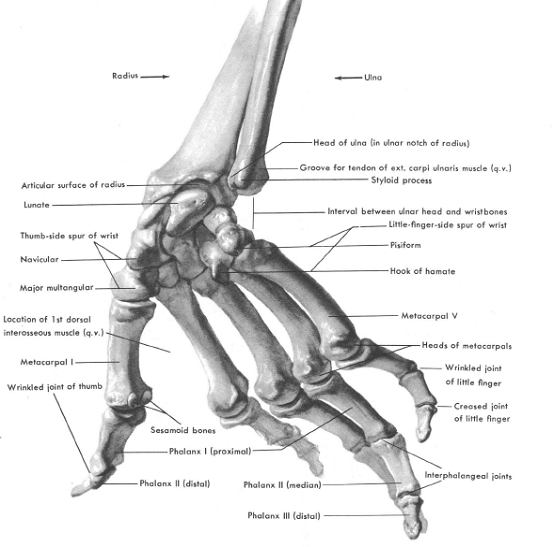 Radius
Ulna
Head of ulna (in ulnar notch of radius)
Groove for tendon of ext. carpi ulnaris muscle (q.v.)
Styloid process
Articular surface of radius
Lunate
Interval between ulnar head and wristbones
Little-finger-side spur of wrist
Thumb-side spur of wrist
Pisiform
Navicular
Hook of hamate
Major multangular
Metacarpal V
Location of 1st dorsal
interosseous muscle (q.v.)
Heads of metacarpals
Metacarpal I
Wrinkled joint
of little finger
Wrinkled joint of thumb
Creased joint
of little finger
Sesamoid bones
Phalanx I (proximal)
Interphalangeal joints
Phalanx II (distal)
Phalanx II (median)
Phalanx III (distal)